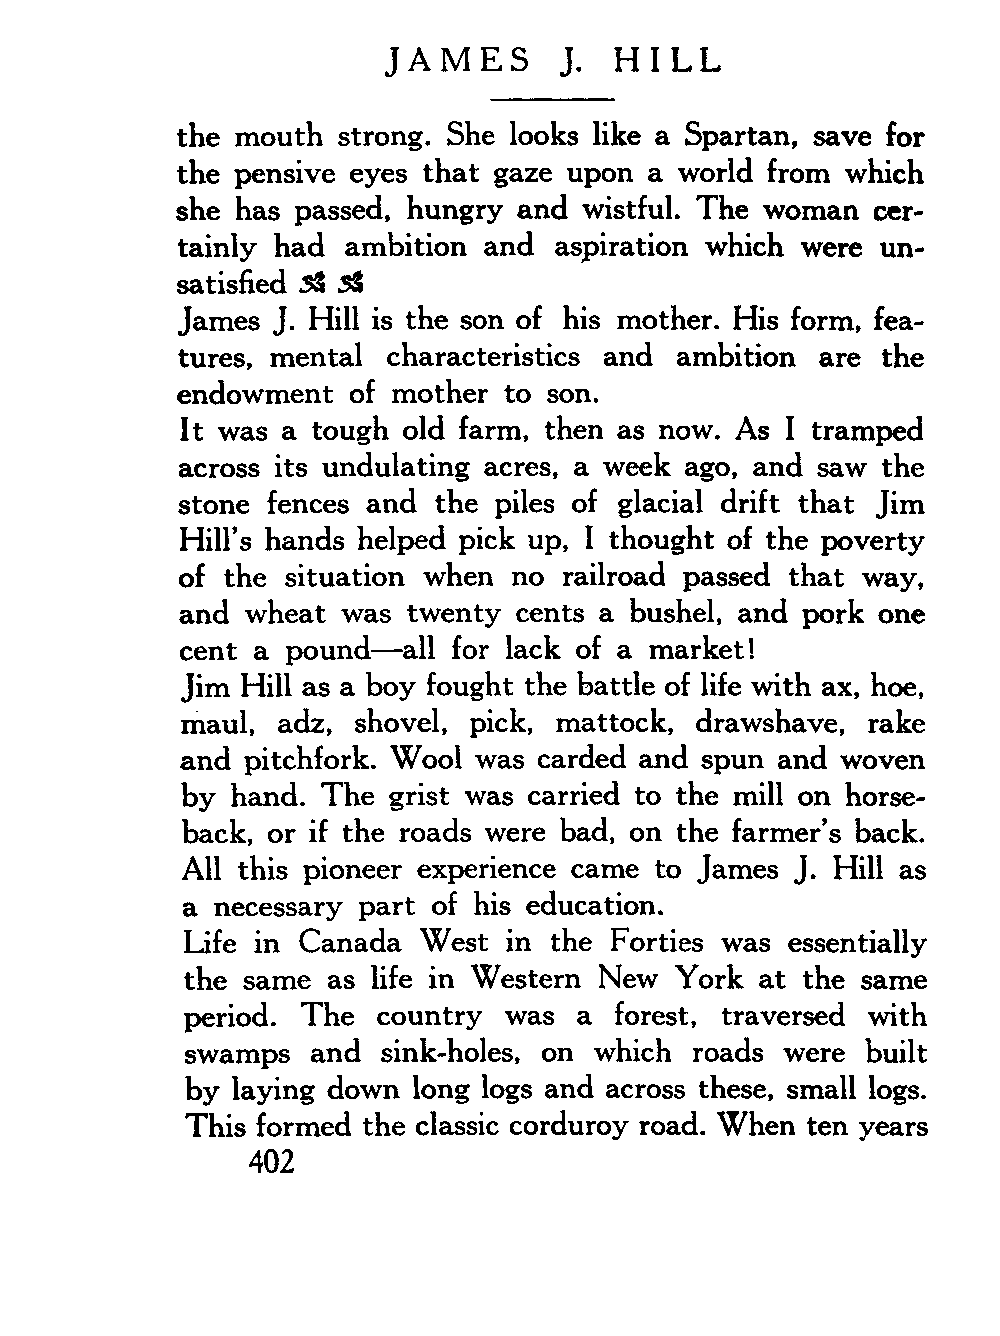 JAMES J. HILL
the mouth strong. She looks like a Spartan, save for
the pensive eyes that gaze upon a world from which
she has passed, hungry and wistful. The woman cer-
tainly had ambition and aspiration which were un-
satisfied
James J. Hill is the son of his mother. His form, fea-
tures, mental characteristics and ambition are the
endowment of mother to son.
It was a tough old farm, then as now. As I tramped
across its undulating acres, a week ago, and saw the
stone fences and the piles of glacial drift that Jim
Hill's hands helped pick up, I thought of the poverty
of the situation when no railroad passed that way,
and wheat was twenty cents a bushel, and pork one
cent a pound—all for lack of a market!
Jim Hill as a boy fought the battle of life with ax, hoe,
maul, adz, shovel, pick, mattock, drawshave, rake
and pitchfork. Wool was carded and spun and woven
by hand. The grist was carried to the mill on horse-
back, or if the roads were bad, on the farmer's back.
All this pioneer experience came to James J. Hill as
a necessary part of his education.
Life in Canada West in the Forties was essentially
the same as life in Western New York at the same
period. The country was a forest, traversed with
swamps and sink-holes, on which roads were built
by laying down long logs and across these, small logs.
This formed the classic corduroy road. When ten years
402